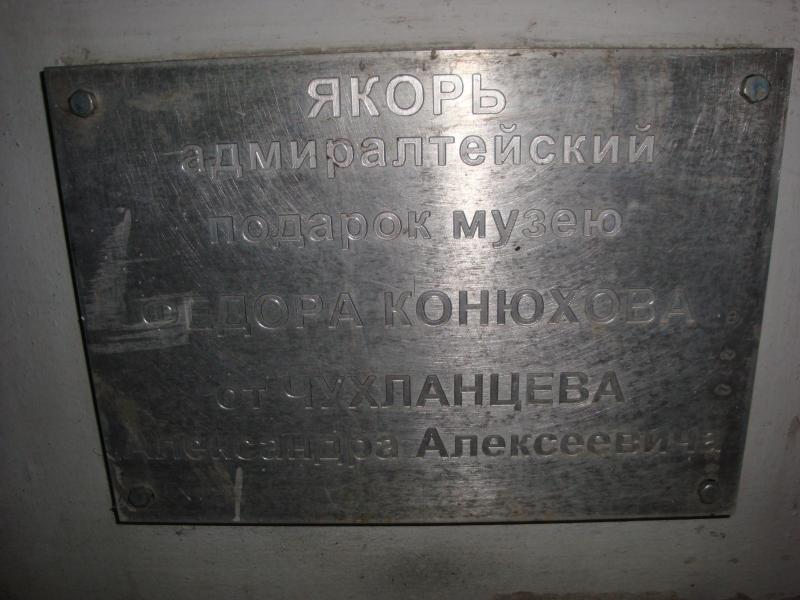 ЯКОРЬ
адмиралтейский
подарок музею
ФЕДОРА КОНЮХОВА
от ЧУХЛАНЦЕВА
Александра Алексеевича